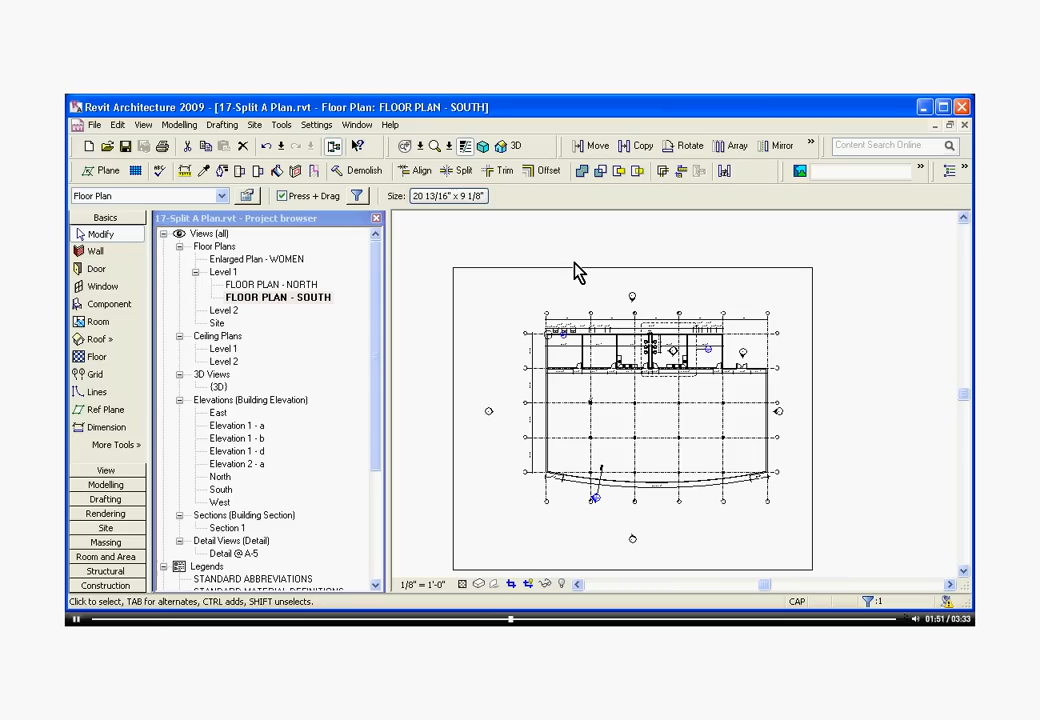 Revit Architecture 2009 - [17-Split A Plan.rvt - Floor Plan: FLOOR PLAN - SOUTH]
File Edit View Modelling Drafting Site Tools Settings Window Help
3D Move Copy Rotate Array Mirror » Content Search Online
Plane Demolish Align Split Trim Offset » »
Floor Plan Press + Drag Size: 20 13/16" x 9 1/8"
Basics
Modify
Wall
Door
Window
Component
Room
Roof »
Floor
Grid
Lines
Ref Plane
Dimension
More Tools »
View
Modelling
Drafting
Rendering
Site
Massing
Room and Area
Structural
Construction
17-Split A Plan.rvt - Project browser
Views (all)
Floor Plans
Enlarged Plan - WOMEN
Level 1
FLOOR PLAN - NORTH
FLOOR PLAN - SOUTH
Level 2
Site
Ceiling Plans
Level 1
Level 2
3D Views
{3D}
Elevations (Building Elevation)
East
Elevation 1 - a
Elevation 1 - b
Elevation 1 - d
Elevation 2 - a
North
South
West
Sections (Building Section)
Section 1
Detail Views (Detail)
Detail @ A-5
Legends
STANDARD ABBREVIATIONS
1/8" = 1'-0"
Click to select, TAB for alternates, CTRL adds, SHIFT unselects.
CAP
:1
01:51 / 03:33